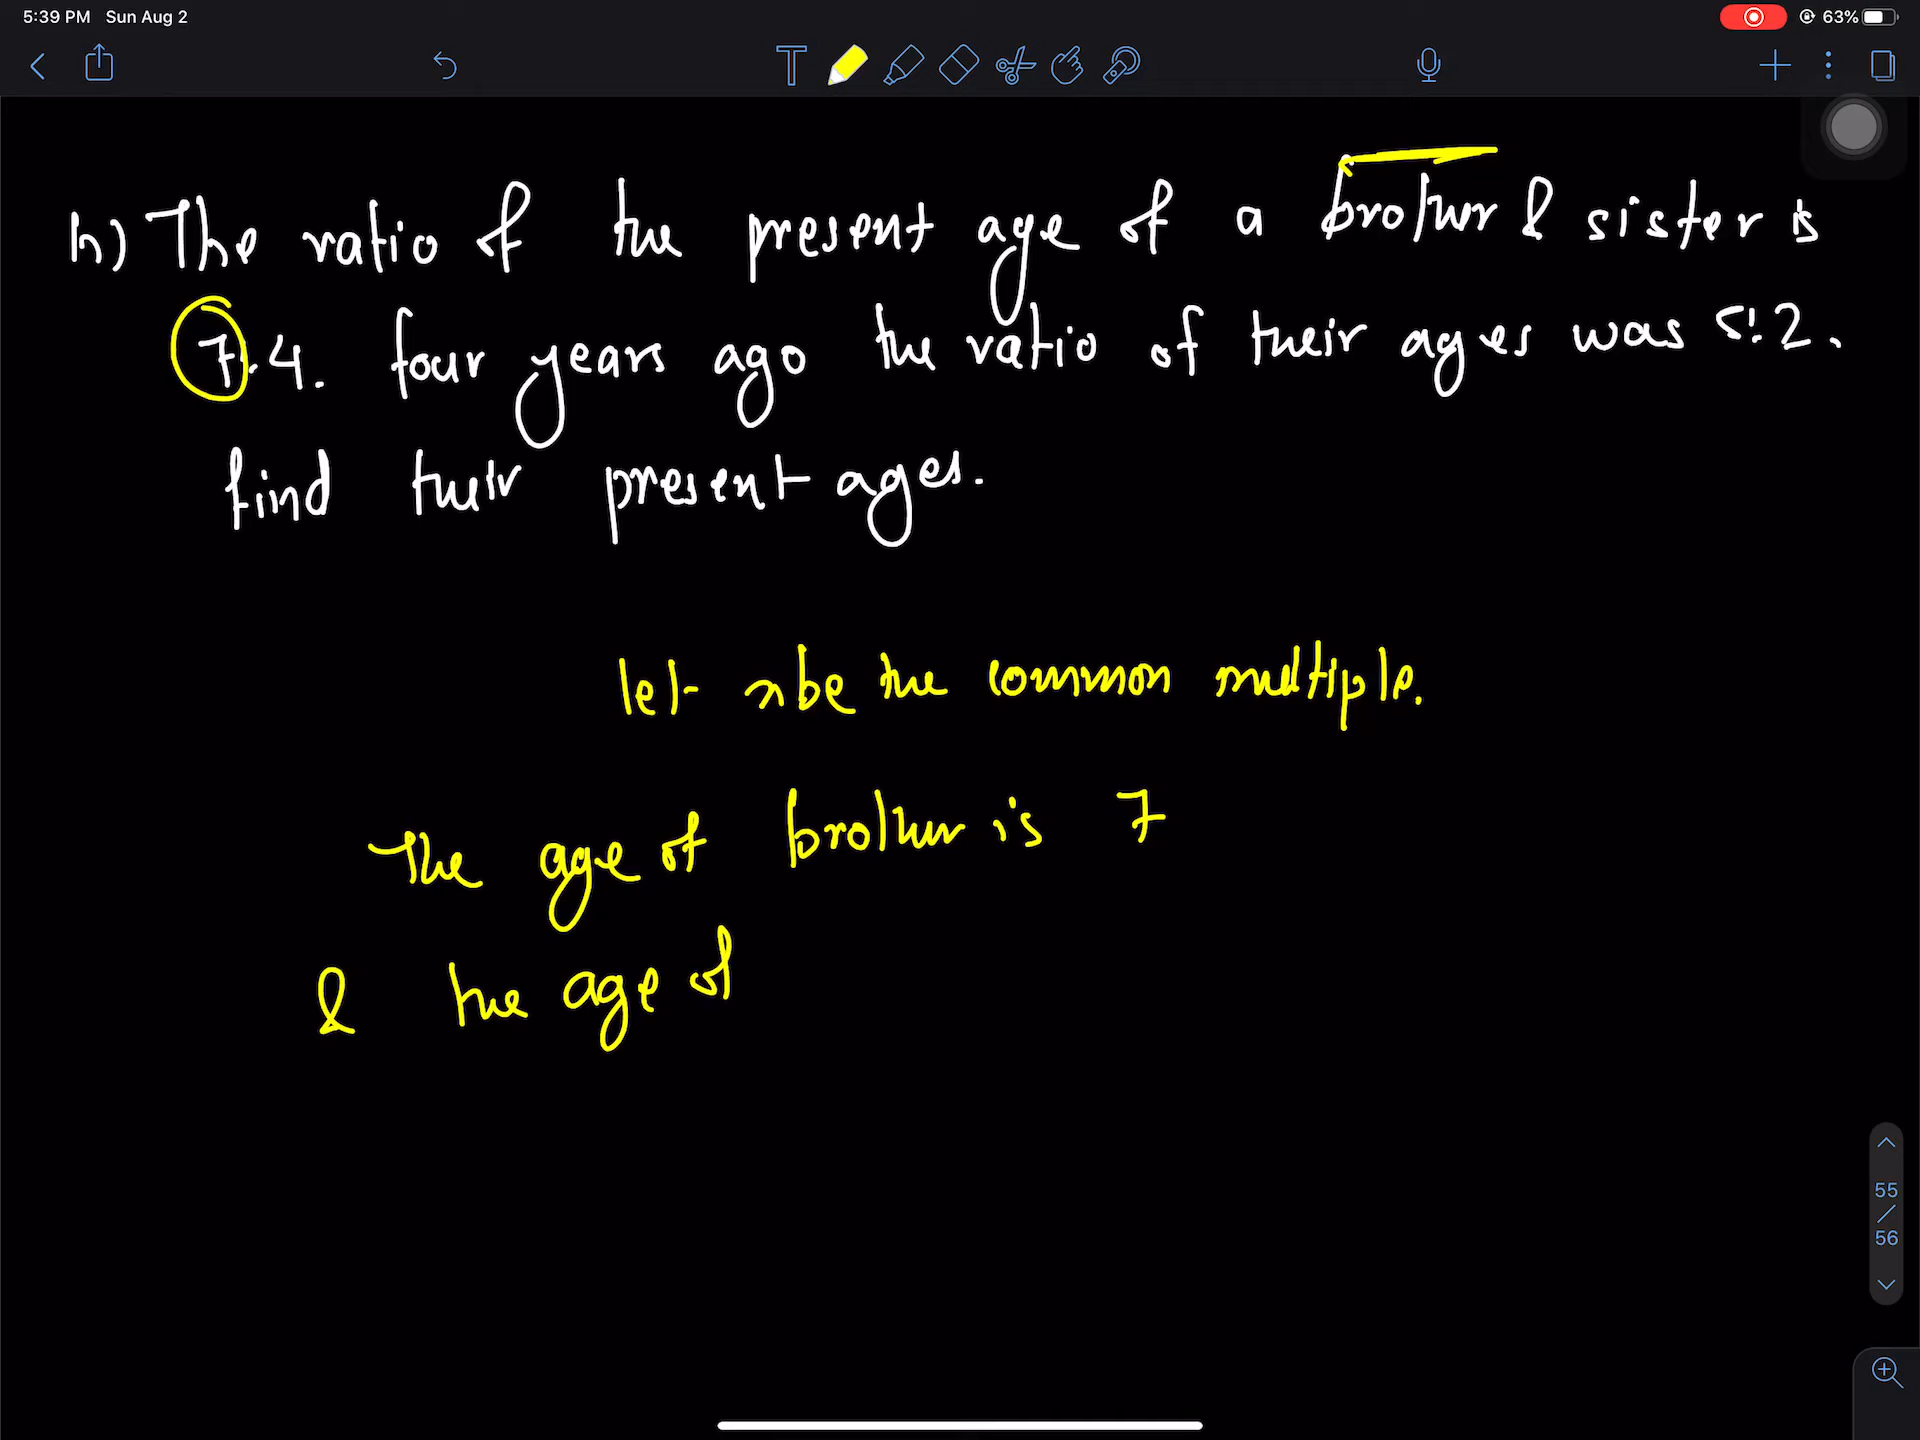 5:39 PM Sun Aug 2
63%
h) The ratio of the present age of a brother & sister is
7:4. four years ago the ratio of their ages was 5:2.
find their present ages.
let x be the common multiple.
The age of brother is 7
& the age of
55
/
56